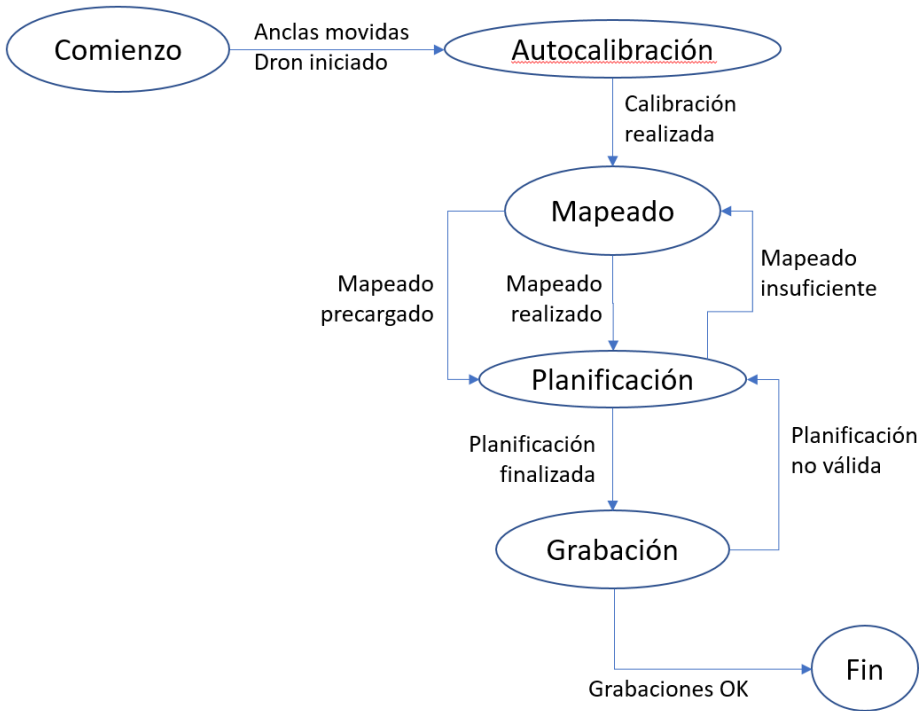 Comienzo
Anclas movidas
Dron iniciado
Autocalibración
Calibración
realizada
Mapeado
Mapeado
precargado
Mapeado
realizado
Mapeado
insuficiente
Planificación
Planificación
finalizada
Planificación
no válida
Grabación
Grabaciones OK
Fin